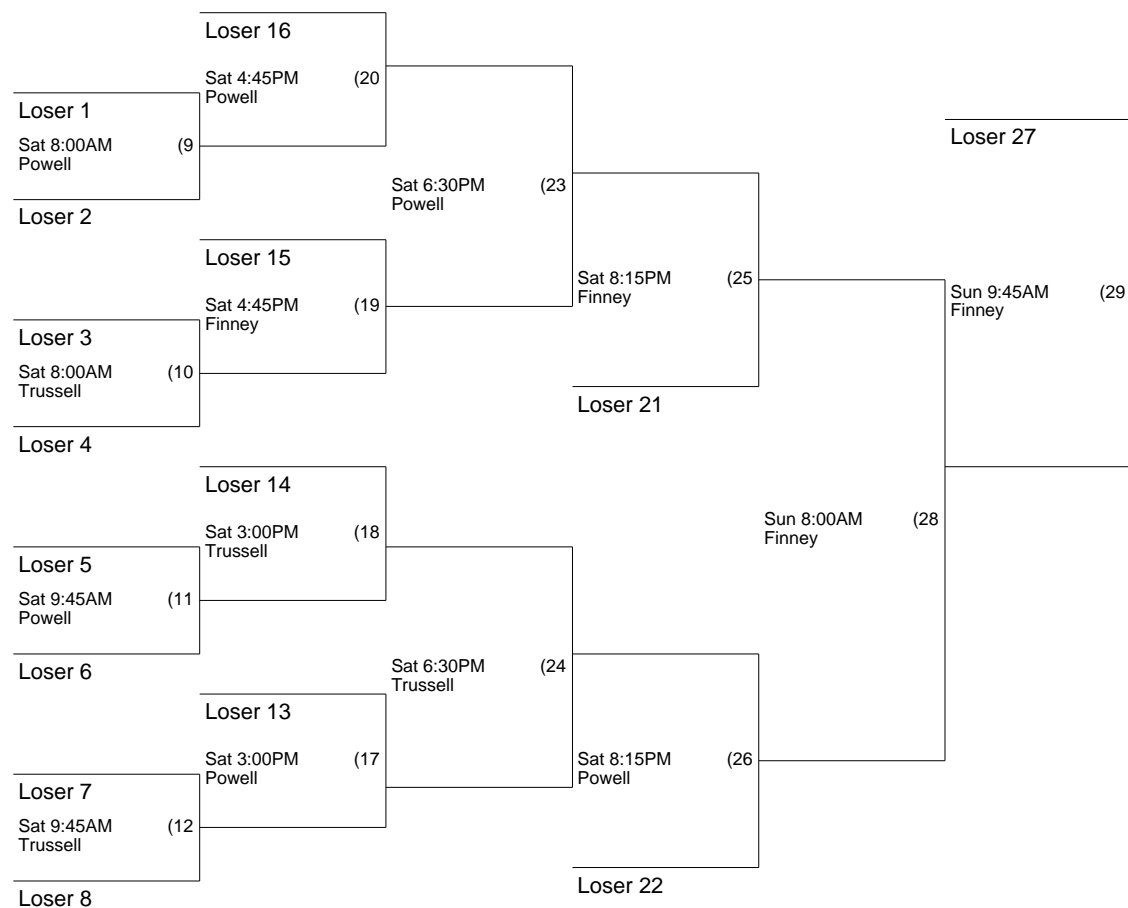 Loser 16
Sat 4:45PM (20
Powell
Loser 1
Sat 8:00AM (9
Powell
Loser 2
Loser 27
Sat 6:30PM (23
Powell
Loser 15
Sat 4:45PM (19
Finney
Sat 8:15PM (25
Finney
Sun 9:45AM (29
Finney
Loser 3
Sat 8:00AM (10
Trussell
Loser 4
Loser 21
Loser 14
Sat 3:00PM (18
Trussell
Sun 8:00AM (28
Finney
Loser 5
Sat 9:45AM (11
Powell
Loser 6
Sat 6:30PM (24
Trussell
Loser 13
Sat 3:00PM (17
Powell
Sat 8:15PM (26
Powell
Loser 7
Sat 9:45AM (12
Trussell
Loser 8
Loser 22